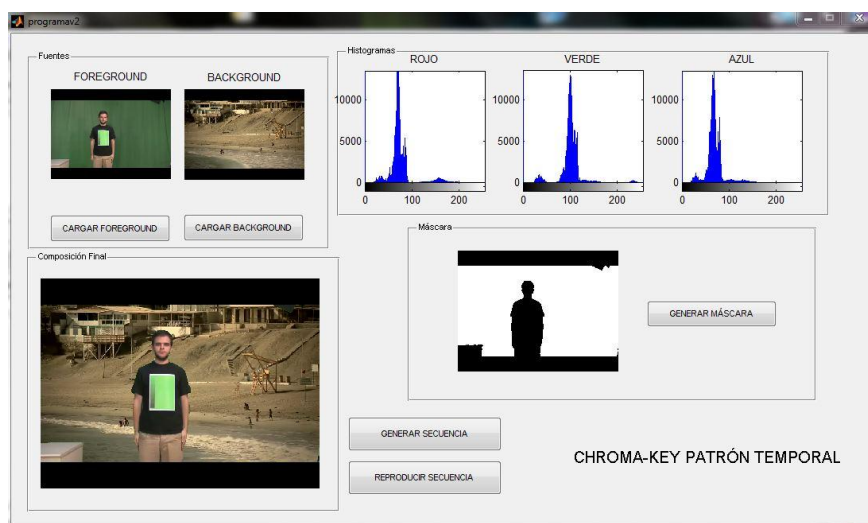 programav2
Fuentes
FOREGROUND
BACKGROUND
CARGAR FOREGROUND
CARGAR BACKGROUND
Histogramas
ROJO
VERDE
AZUL
10000
5000
0
0 100 200
10000
5000
0
0 100 200
10000
5000
0
0 100 200
Máscara
GENERAR MÁSCARA
Composición Final
GENERAR SECUENCIA
REPRODUCIR SECUENCIA
CHROMA-KEY PATRÓN TEMPORAL